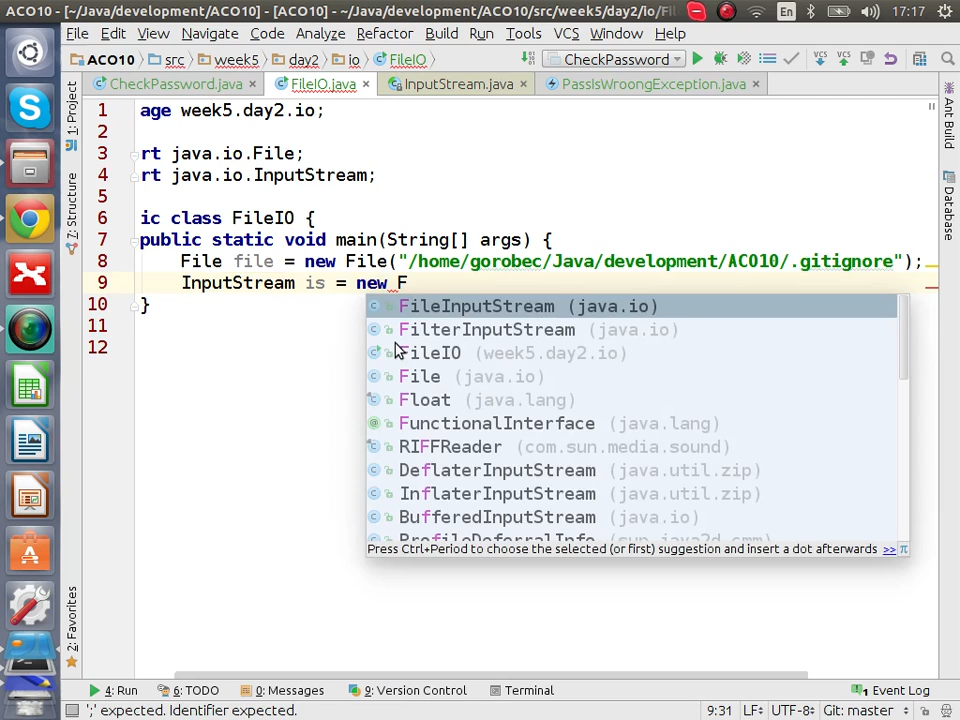 ACO10 - [~/Java/development/ACO10] - [ACO10] - ~/Java/development/ACO10/src/week5/day2/io/Fil
En
17:17
File Edit View Navigate Code Analyze Refactor Build Run Tools VCS Window Help
ACO10 src week5 day2 io FileIO CheckPassword VCS VCS
CheckPassword.java FileIO.java InputStream.java PassIsWroongException.java
1: Project
7: Structure
2: Favorites
Ant Build
Database
1 age week5.day2.io;
2
3 rt java.io.File;
4 rt java.io.InputStream;
5
6 ic class FileIO {
7 public static void main(String[] args) {
8 File file = new File("/home/gorobec/Java/development/ACO10/.gitignore");
9 InputStream is = new F
10 }
11
12
FileInputStream (java.io)
FilterInputStream (java.io)
FileIO (week5.day2.io)
File (java.io)
Float (java.lang)
FunctionalInterface (java.lang)
RIFFReader (com.sun.media.sound)
DeflaterInputStream (java.util.zip)
InflaterInputStream (java.util.zip)
BufferedInputStream (java.io)
ProfileDeferralInfo (sun.java2d.cmm)
Press Ctrl+Period to choose the selected (or first) suggestion and insert a dot afterwards >> π
4: Run 6: TODO 0: Messages 9: Version Control Terminal 1 Event Log
';' expected. Identifier expected. 9:31 LF UTF-8 Git: master